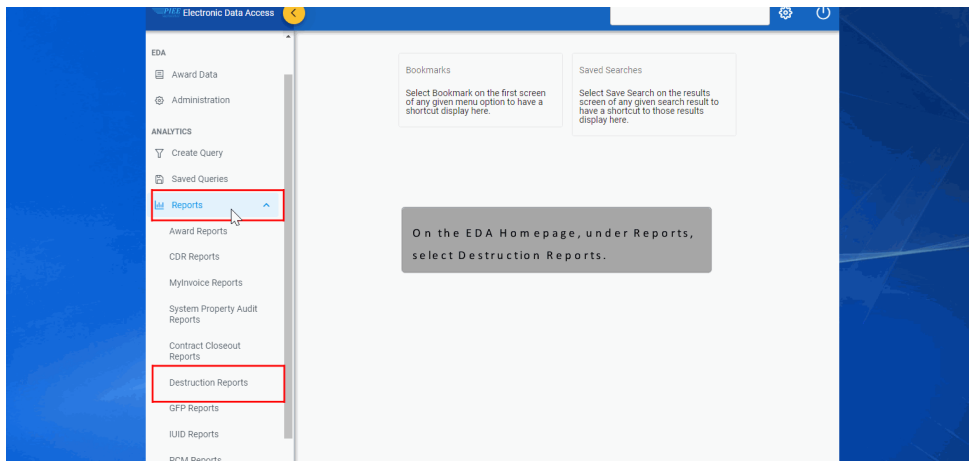 PIEE Electronic Data Access
EDA
Award Data
Administration
ANALYTICS
Create Query
Saved Queries
Reports
Award Reports
CDR Reports
MyInvoice Reports
System Property Audit
Reports
Contract Closeout
Reports
Destruction Reports
GFP Reports
IUID Reports
PCM Reports
Bookmarks
Select Bookmark on the first screen
of any given menu option to have a
shortcut display here.
Saved Searches
Select Save Search on the results
screen of any given search result to
have a shortcut to those results
display here.
On the EDA Homepage, under Reports,
select Destruction Reports.